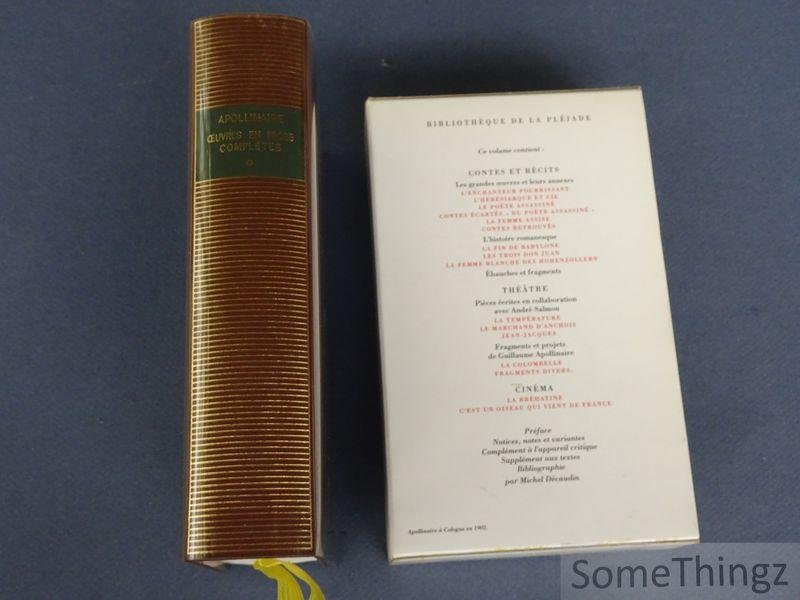 APOLLINAIRE
ŒUVRES EN PROSE
COMPLÈTES
BIBLIOTHÈQUE DE LA PLÉIADE
Ce volume contient :
CONTES ET RÉCITS
Les grandes œuvres et leurs annexes
L'ENCHANTEUR POURRISSANT
L'HÉRÉSIARQUE ET CIE
LE POÈTE ASSASSINÉ
CONTES ÉCARTÉS « DU POÈTE ASSASSINÉ »
LA FEMME ASSISE
CONTES RETROUVÉS
L'histoire romanesque
LA FIN DE BABYLONE
LES TROIS DON JUAN
LA FEMME BLANCHE DES HOHENZOLLERN
Ébauches et fragments
THÉÂTRE
Pièces écrites en collaboration
avec André Salmon
LA TEMPÉRATURE
LE MARCHAND D'ANCHOIS
JEAN-JACQUES
Fragments et projets
de Guillaume Apollinaire
LA COLOMBELLE
FRAGMENTS DIVERS.
CINÉMA
LA BRÉHATINE
C'EST UN OISEAU QUI VIENT DE FRANCE
Préface
Notices, notes et variantes
Complément à l'appareil critique
Supplément aux textes
Bibliographie
par Michel Décaudin
Apollinaire à Cologne en 1902.
SomeThingz